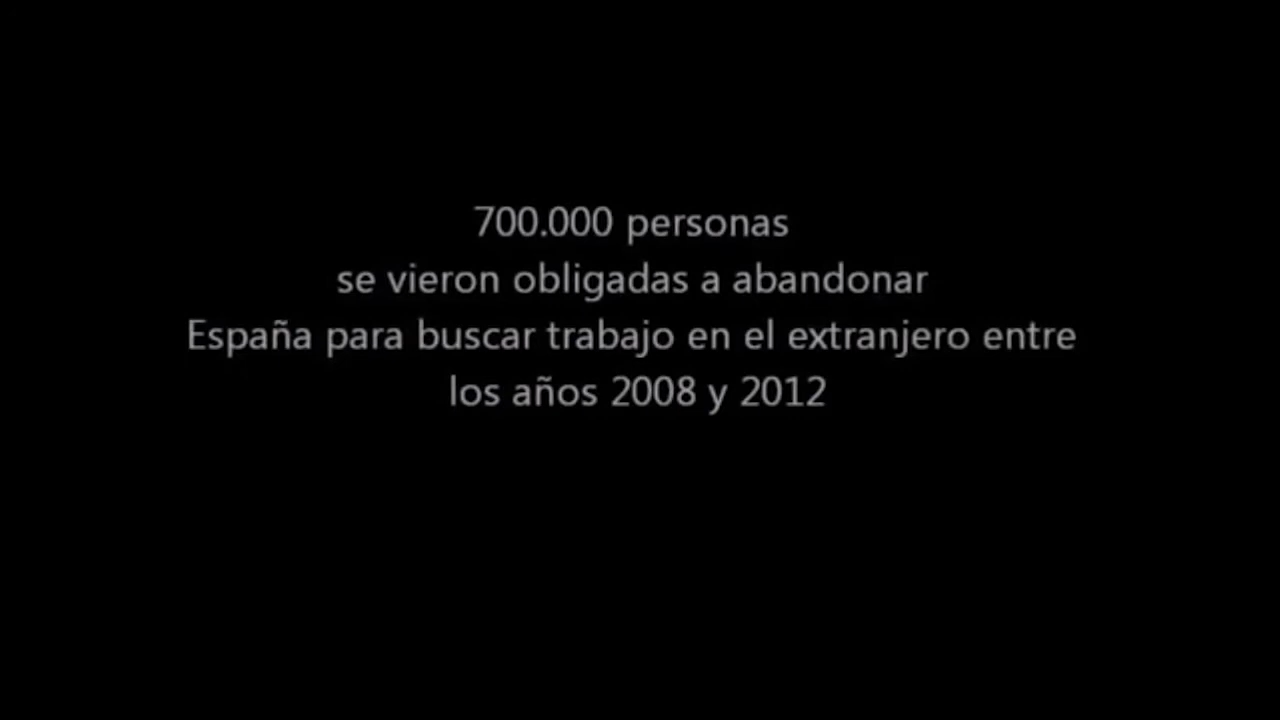 700.000 personas
se vieron obligadas a abandonar
España para buscar trabajo en el extranjero entre
los años 2008 y 2012